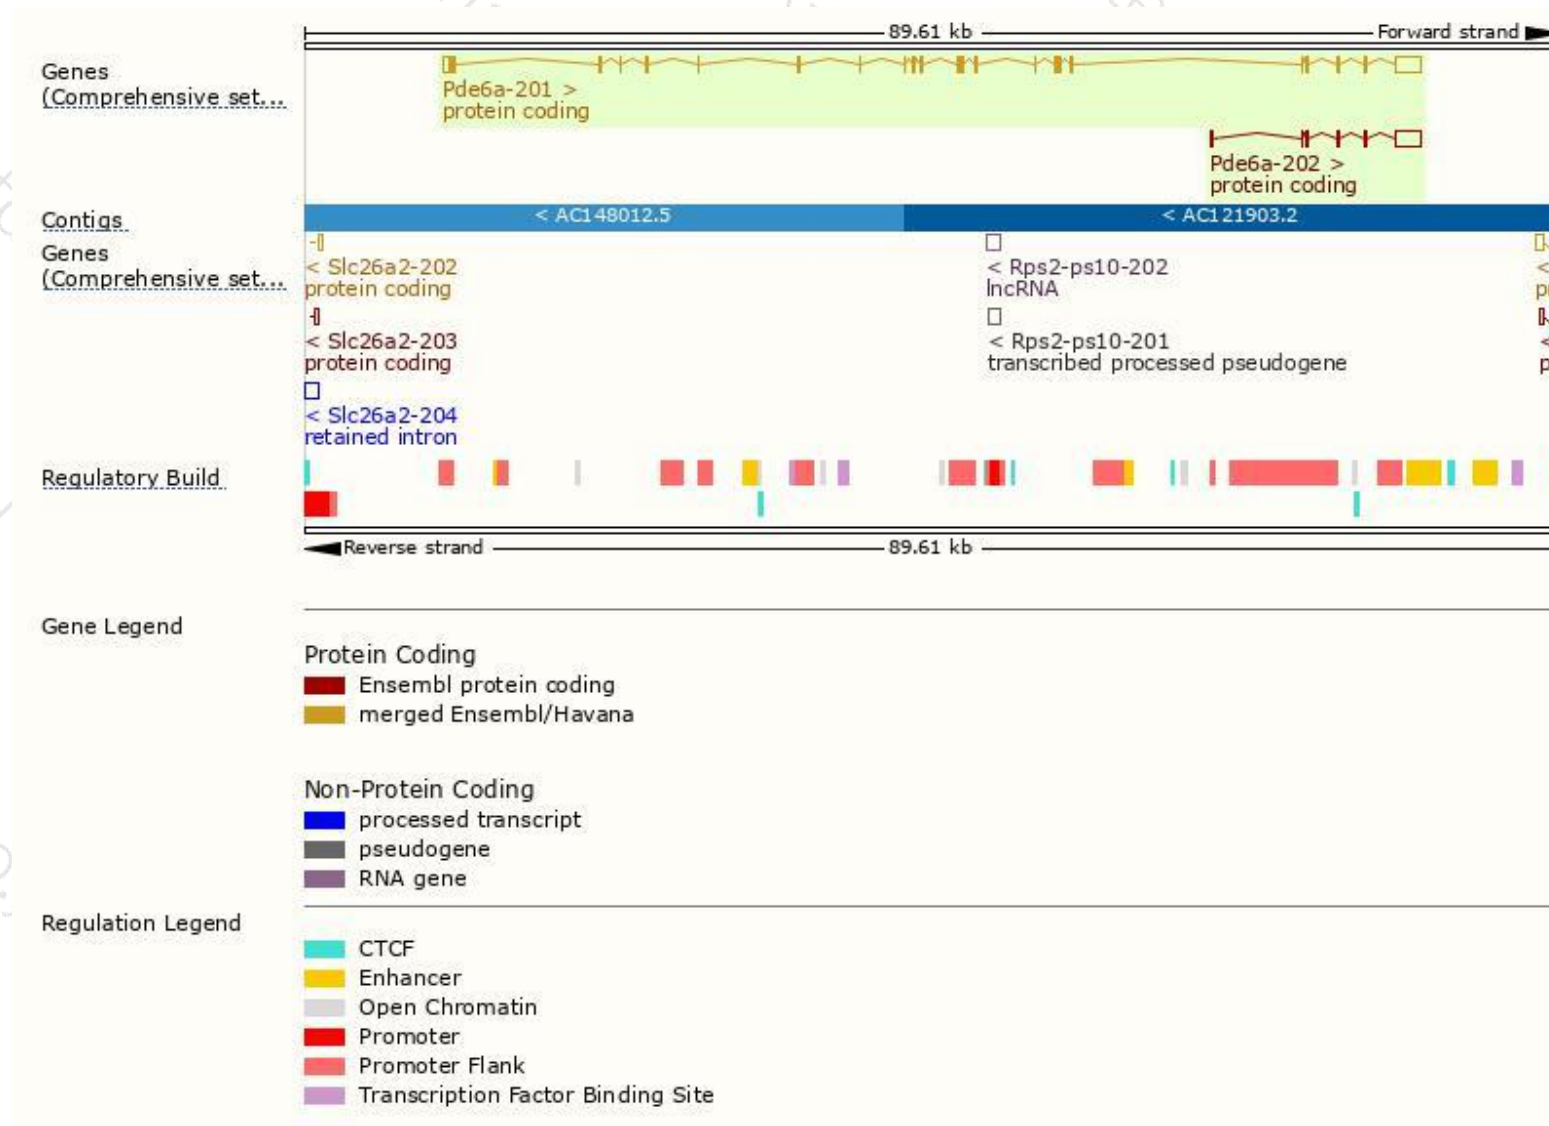 89.61 kb
Forward strand
Genes
(Comprehensive set...
Pde6a-201 >
protein coding
Pde6a-202 >
protein coding
Contigs
< AC148012.5
< AC121903.2
Genes
(Comprehensive set...
< Slc26a2-202
protein coding
< Rps2-ps10-202
lncRNA
<
p
< Slc26a2-203
protein coding
< Rps2-ps10-201
transcribed processed pseudogene
<
p
< Slc26a2-204
retained intron
Regulatory Build
Reverse strand
89.61 kb
Gene Legend
Protein Coding
Ensembl protein coding
merged Ensembl/Havana
Non-Protein Coding
processed transcript
pseudogene
RNA gene
Regulation Legend
CTCF
Enhancer
Open Chromatin
Promoter
Promoter Flank
Transcription Factor Binding Site